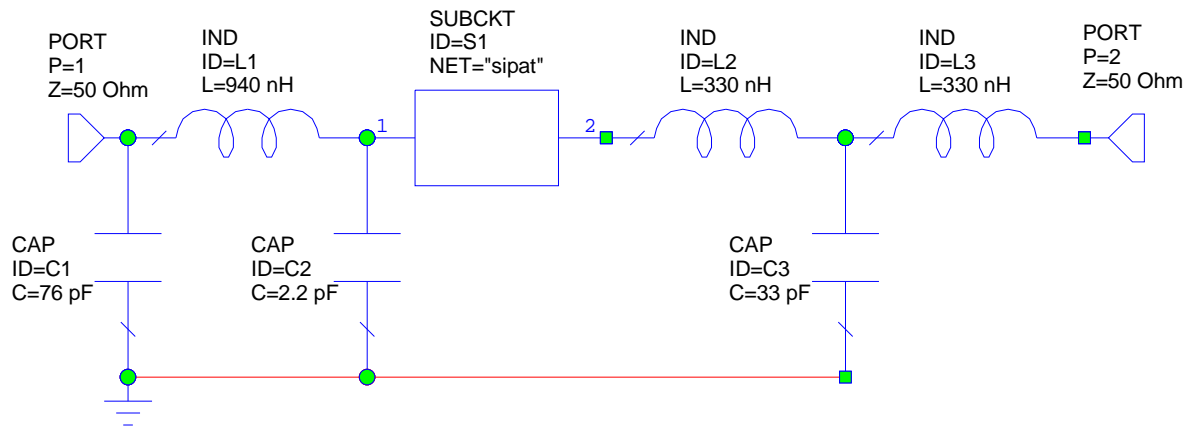 PORT
P=1
Z=50 Ohm
IND
ID=L1
L=940 nH
SUBCKT
ID=S1
NET="sipat"
IND
ID=L2
L=330 nH
IND
ID=L3
L=330 nH
PORT
P=2
Z=50 Ohm
1
2
CAP
ID=C1
C=76 pF
CAP
ID=C2
C=2.2 pF
CAP
ID=C3
C=33 pF